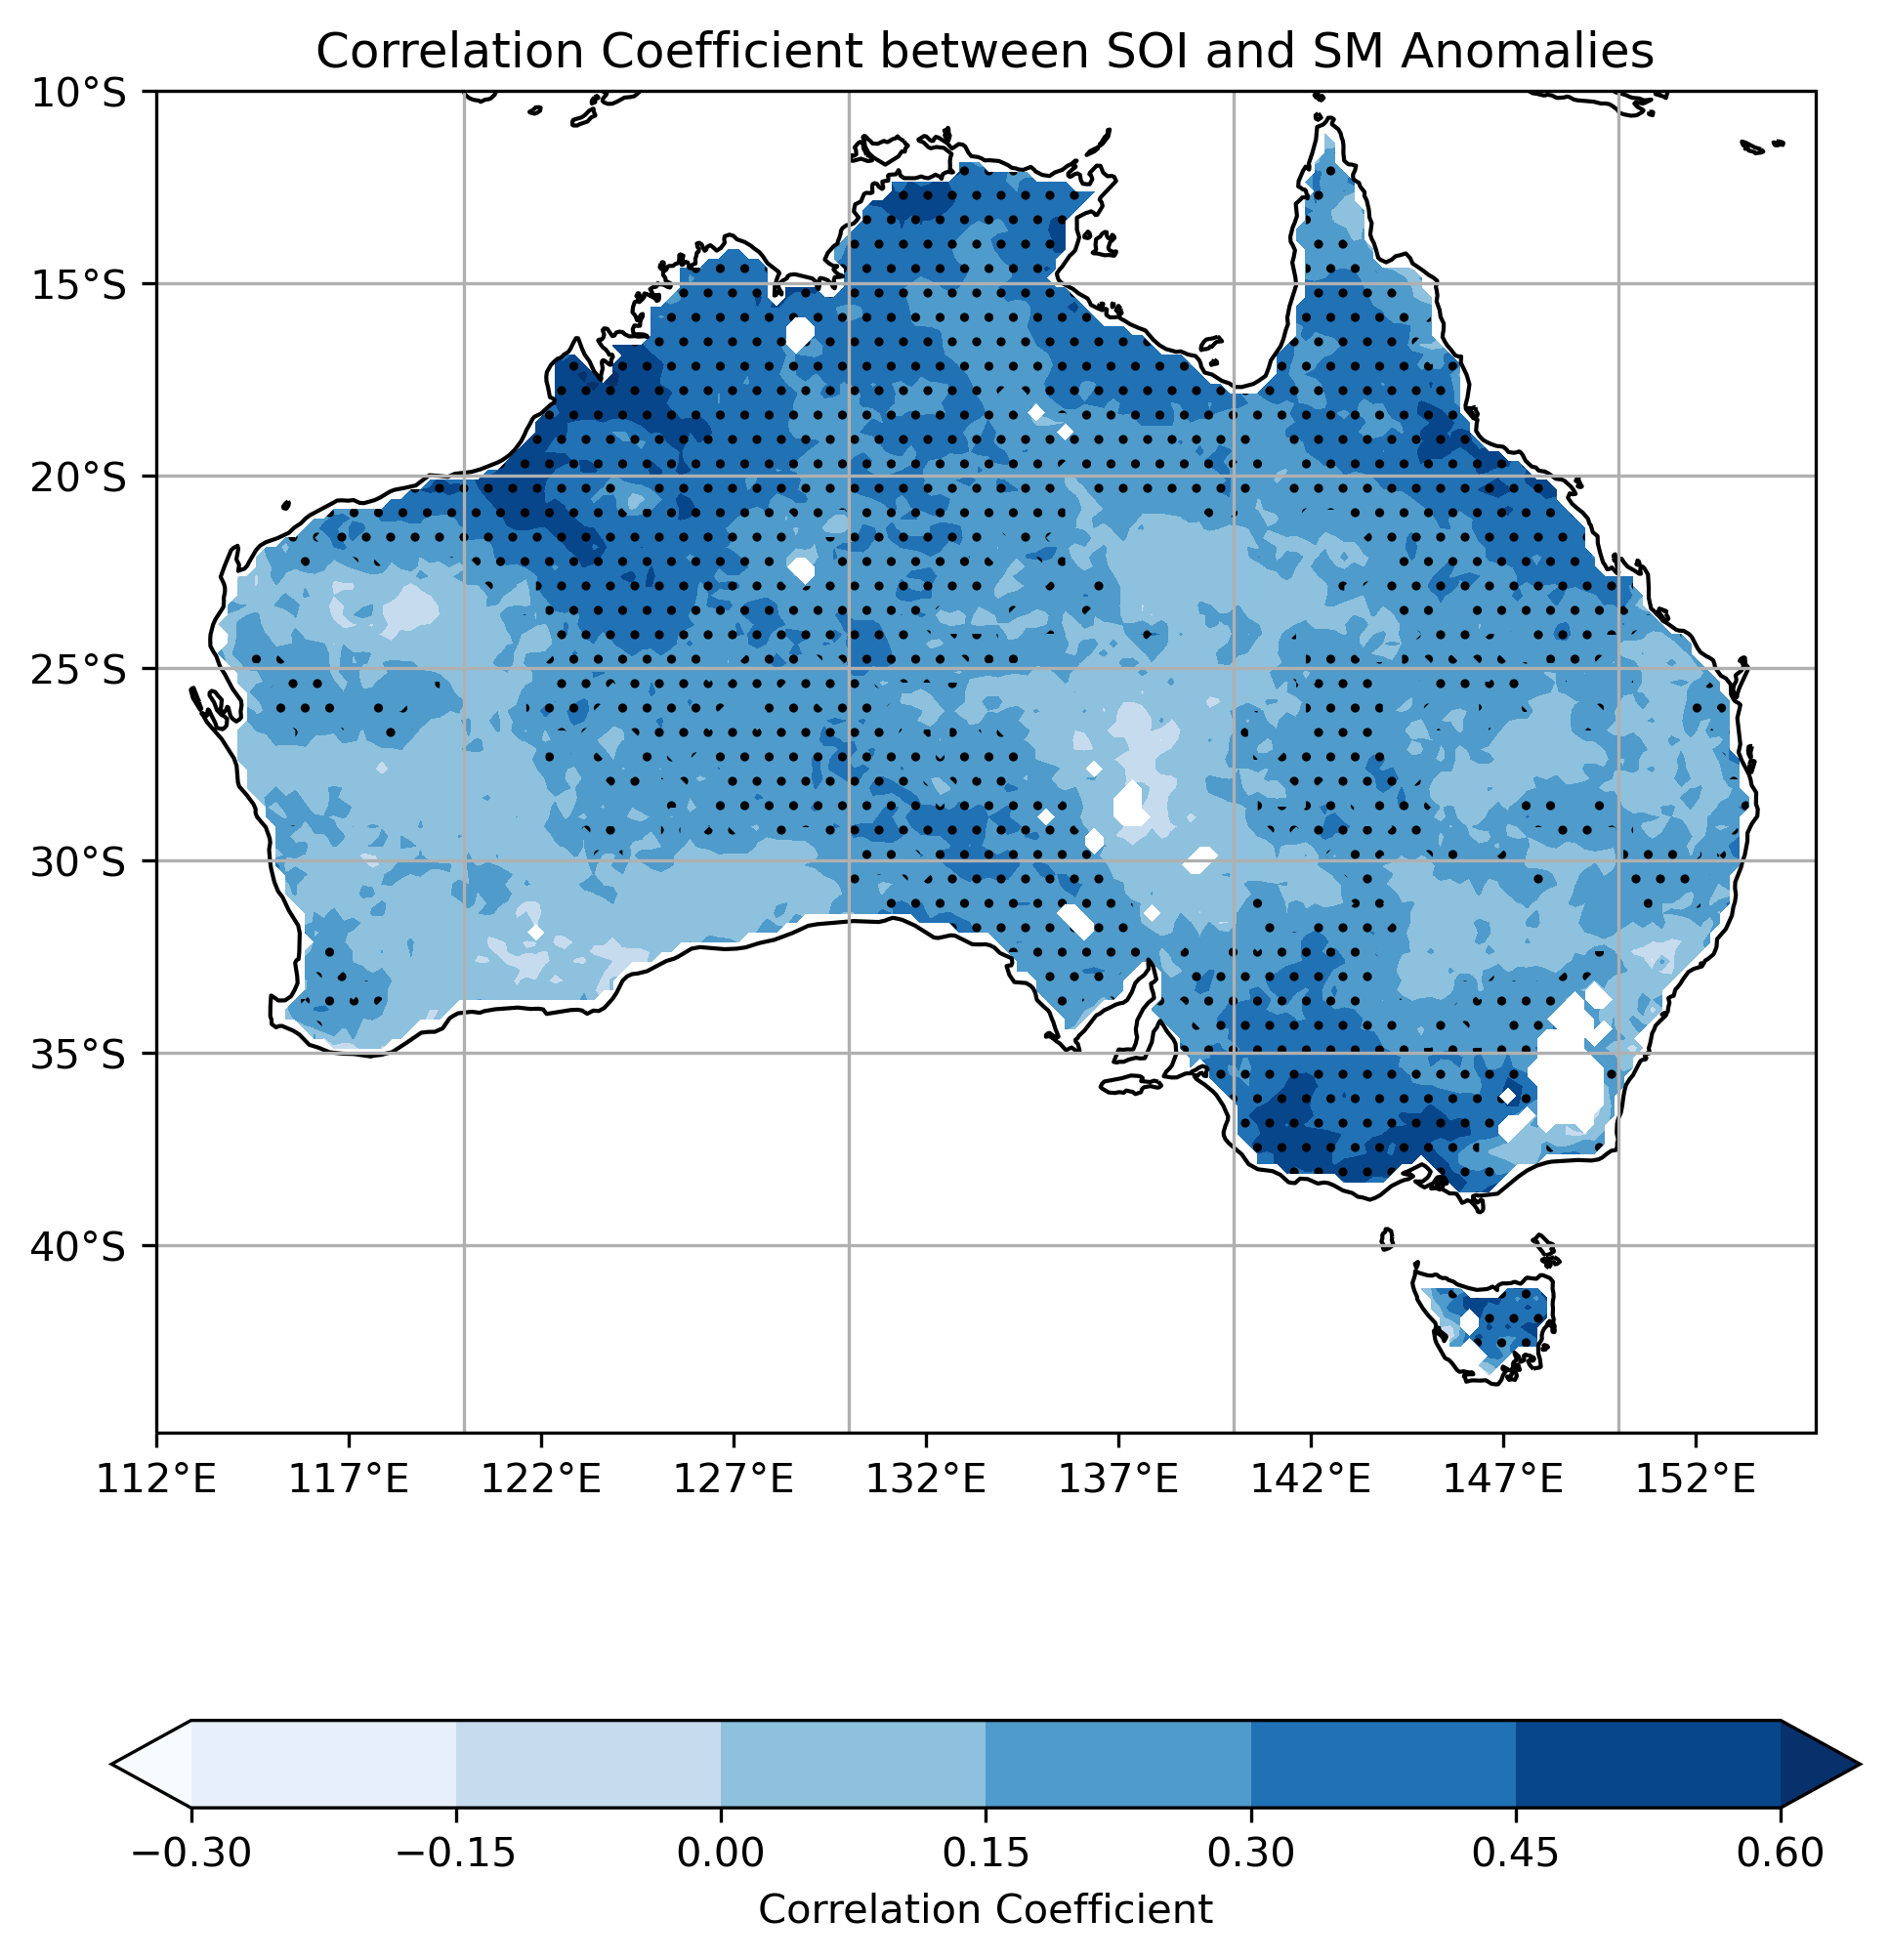 Correlation Coefficient between SOI and SM Anomalies
10°S
15°S
20°S
25°S
30°S
35°S
40°S
112°E 117°E 122°E 127°E 132°E 137°E 142°E 147°E 152°E
−0.30 −0.15 0.00 0.15 0.30 0.45 0.60
Correlation Coefficient